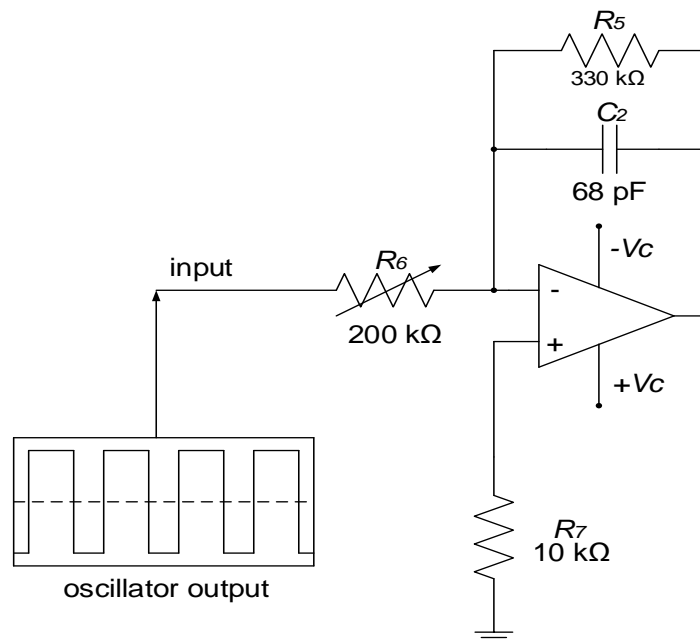 R5
330 kΩ
C2
68 pF
-Vc
input
R6
200 kΩ
-
+
+Vc
R7
10 kΩ
oscillator output